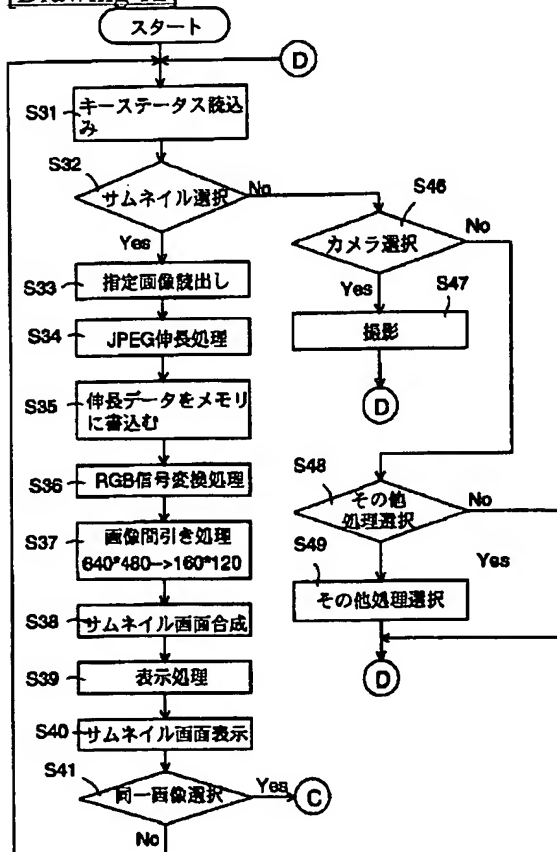 スタート
D
S31
キーステータス読込
み
S32
サムネイル選択
No
Yes
S46
カメラ選択
No
Yes
S33
指定画像読出し
S47
撮影
S34
JPEG伸長処理
D
S35
伸長データをメモリ
に書込む
S36
RGB信号変換処理
S48
その他
処理選択
No
Yes
S37
画像間引き処理
640*480-->160*120
S49
その他処理選択
S38
サムネイル画面合成
D
S39
表示処理
S40
サムネイル画面表示
S41
同一画像選択
Yes
C
No